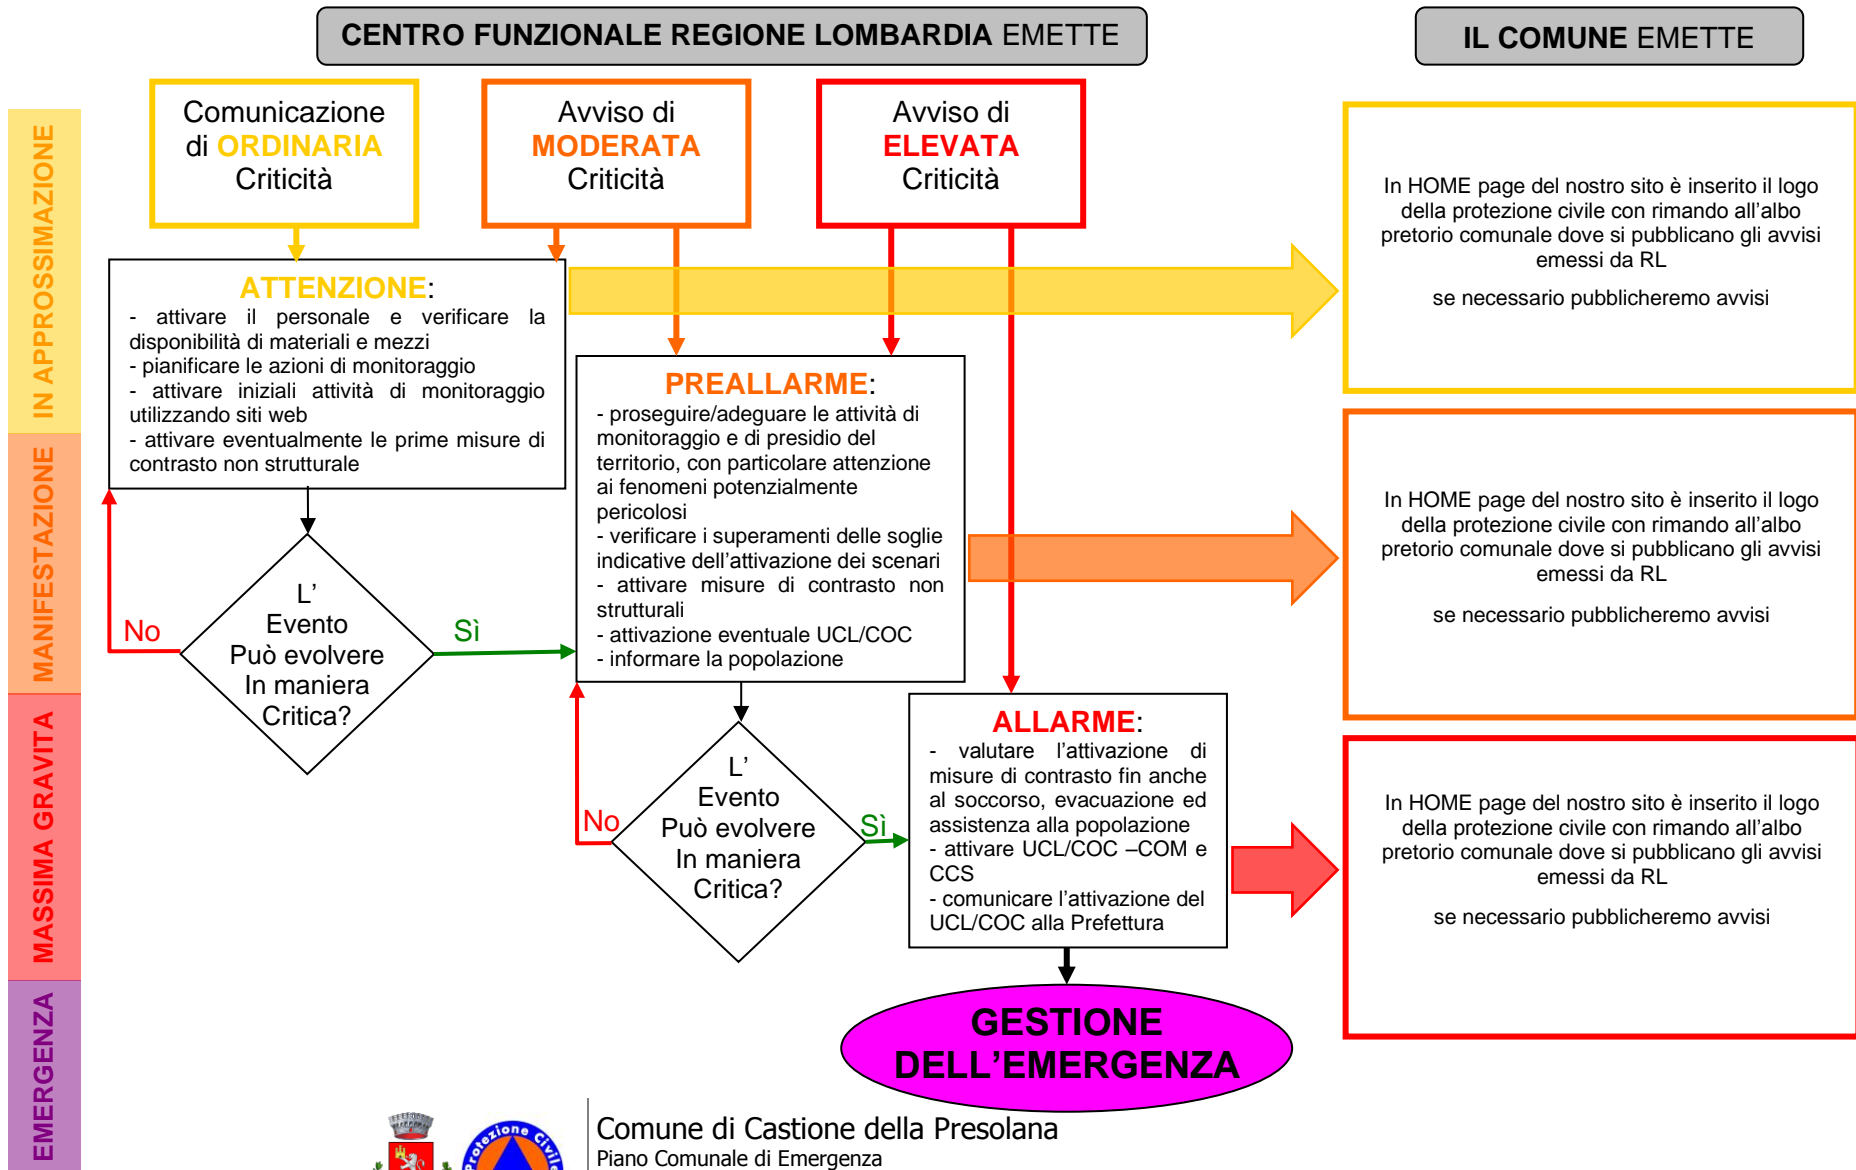 CENTRO FUNZIONALE REGIONE LOMBARDIA EMETTE
IL COMUNE EMETTE
Comunicazione
di ORDINARIA
Criticità
Avviso di
MODERATA
Criticità
Avviso di
ELEVATA
Criticità
IN APPROSSIMAZIONE
MANIFESTAZIONE
MASSIMA GRAVITA
EMERGENZA
ATTENZIONE:
- attivare il personale e verificare la
disponibilità di materiali e mezzi
- pianificare le azioni di monitoraggio
- attivare iniziali attività di monitoraggio
utilizzando siti web
- attivare eventualmente le prime misure di
contrasto non strutturale
L'
Evento
Può evolvere
In maniera
Critica?
No
Sì
PREALLARME:
- proseguire/adeguare le attività di
monitoraggio e di presidio del
territorio, con particolare attenzione
ai fenomeni potenzialmente
pericolosi
- verificare i superamenti delle soglie
indicative dell'attivazione dei scenari
- attivare misure di contrasto non
strutturali
- attivazione eventuale UCL/COC
- informare la popolazione
L'
Evento
Può evolvere
In maniera
Critica?
No
Sì
ALLARME:
- valutare l'attivazione di
misure di contrasto fin anche
al soccorso, evacuazione ed
assistenza alla popolazione
- attivare UCL/COC –COM e
CCS
- comunicare l'attivazione del
UCL/COC alla Prefettura
GESTIONE
DELL'EMERGENZA
In HOME page del nostro sito è inserito il logo
della protezione civile con rimando all'albo
pretorio comunale dove si pubblicano gli avvisi
emessi da RL
se necessario pubblicheremo avvisi
In HOME page del nostro sito è inserito il logo
della protezione civile con rimando all'albo
pretorio comunale dove si pubblicano gli avvisi
emessi da RL
se necessario pubblicheremo avvisi
In HOME page del nostro sito è inserito il logo
della protezione civile con rimando all'albo
pretorio comunale dove si pubblicano gli avvisi
emessi da RL
se necessario pubblicheremo avvisi
Protezione Civile
Comune di Castione della Presolana
Piano Comunale di Emergenza